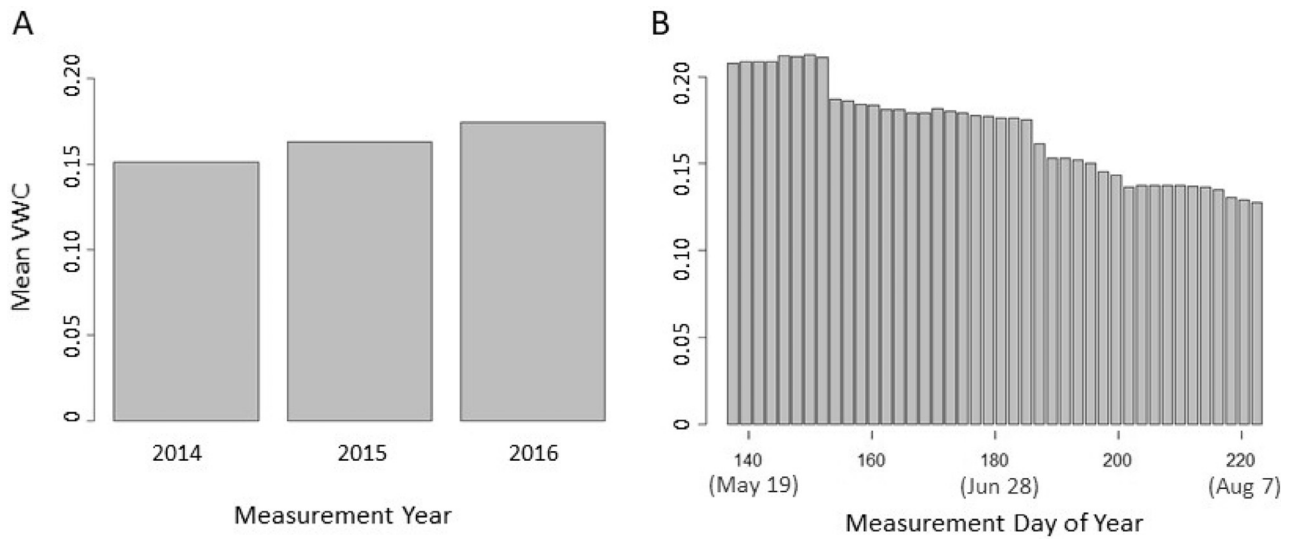 A
Mean VWC
0.20
0.15
0.10
0.05
0
2014 2015 2016
Measurement Year
B
0.20
0.15
0.10
0.05
0
140 160 180 200 220
(May 19) (Jun 28) (Aug 7)
Measurement Day of Year